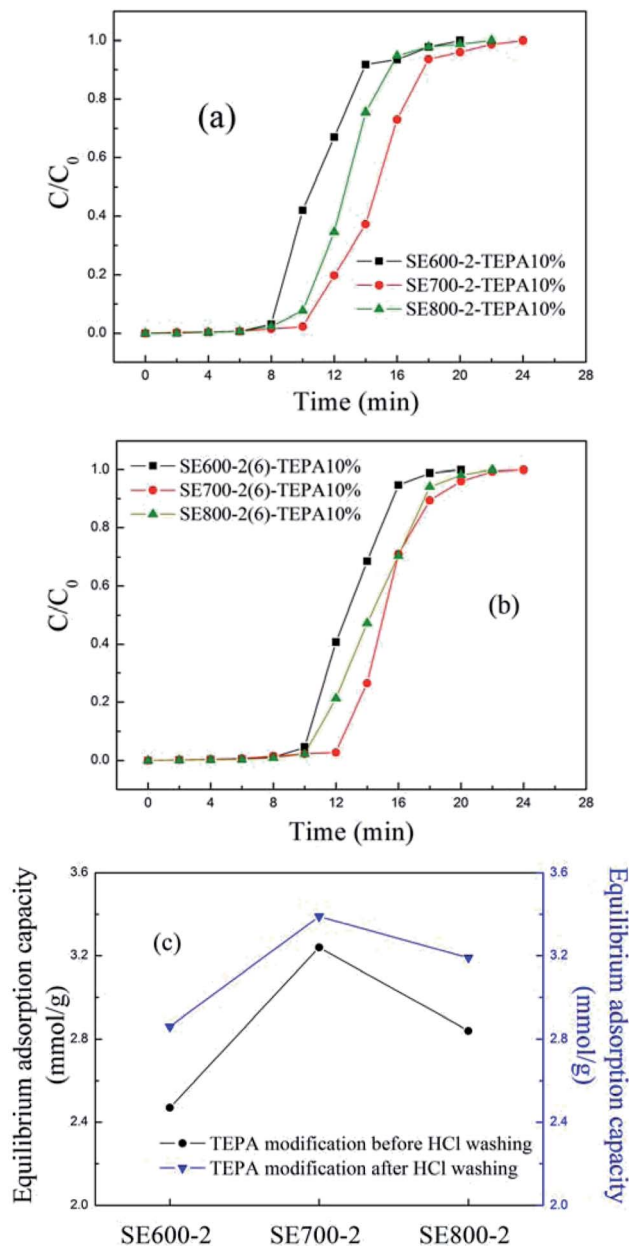 1.0
0.8
0.6
0.4
0.2
0.0
C/C0
(a)
SE600-2-TEPA10%
SE700-2-TEPA10%
SE800-2-TEPA10%
0 4 8 12 16 20 24 28
Time (min)
1.0
0.8
0.6
0.4
0.2
0.0
C/C0
SE600-2(6)-TEPA10%
SE700-2(6)-TEPA10%
SE800-2(6)-TEPA10%
(b)
0 4 8 12 16 20 24 28
Time (min)
Equilibrium adsorption capacity
(mmol/g)
3.6
3.2
2.8
2.4
2.0
(c)
TEPA modification before HCl washing
TEPA modification after HCl washing
3.6
3.2
2.8
2.4
2.0
Equilibrium adsorption capacity
(mmol/g)
SE600-2 SE700-2 SE800-2